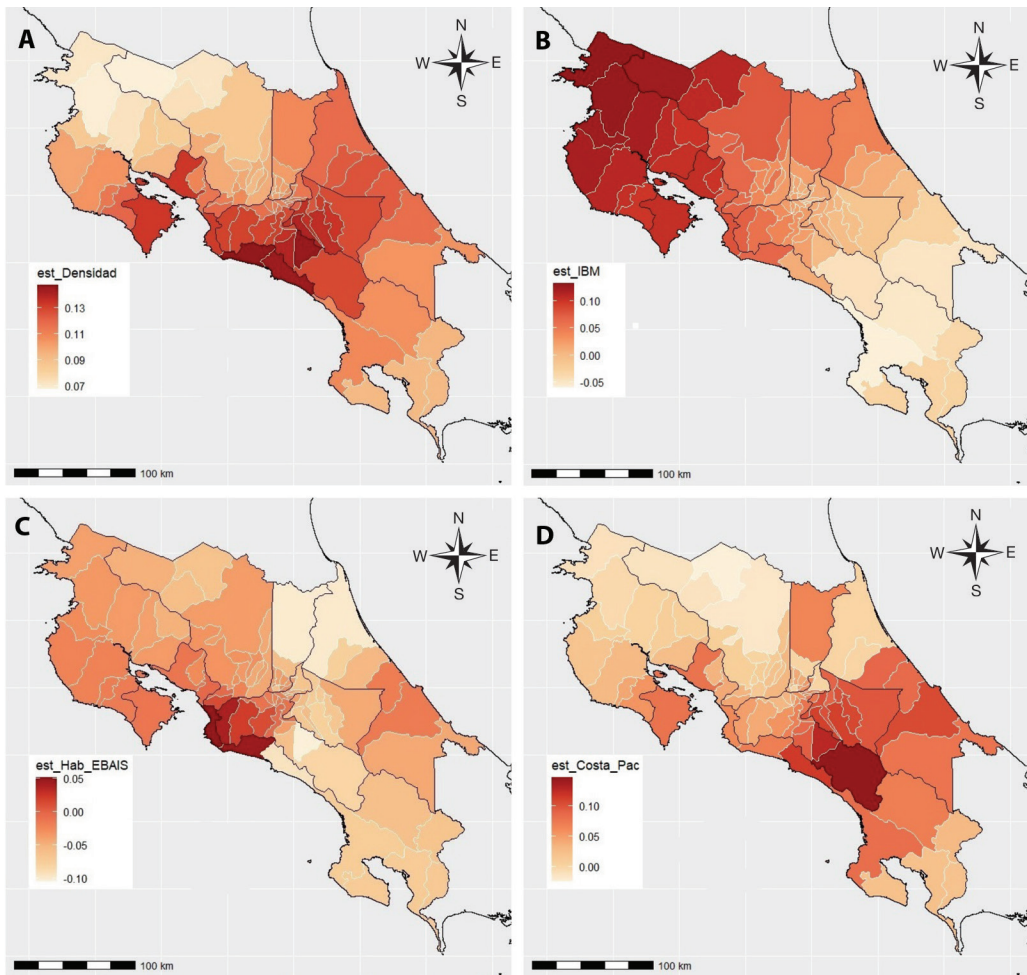 A
N
W E
S
est_Densidad
0.13
0.11
0.09
0.07
100 km
B
N
W E
S
est_IBM
0.10
0.05
0.00
-0.05
100 km
C
N
W E
S
est_Hab_EBAIS
0.05
0.00
-0.05
-0.10
100 km
D
N
W E
S
est_Costa_Pac
0.10
0.05
0.00
100 km